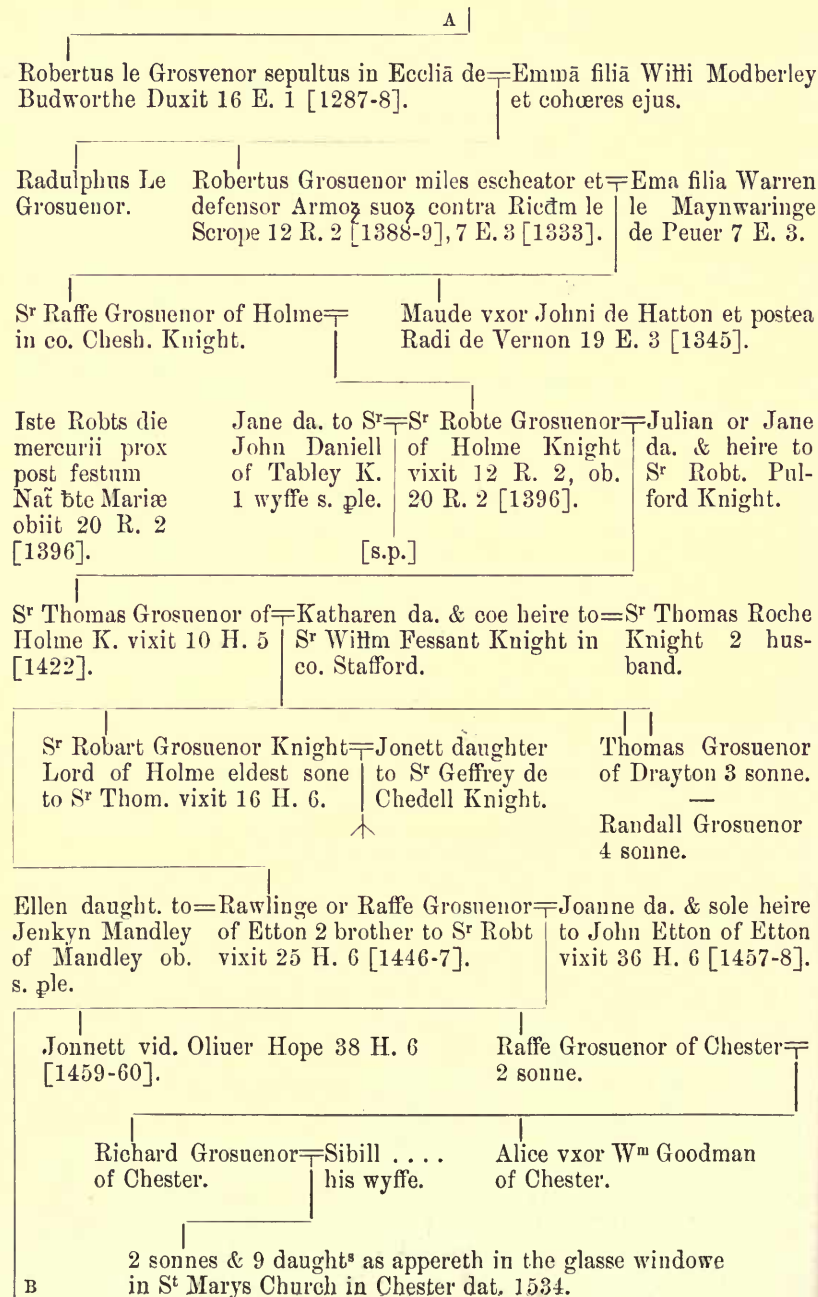 A
Robertus le Grosvenor sepultus in Eccliā de=Emmā filiā Witti Modberley
Budworthe Duxit 16 E. 1 [1287-8]. et cohœres ejus.
Radulphus Le Robertus Grosuenor miles escheator et=Ema filia Warren
Grosuenor. defensor Armoꝝ suoꝝ contra Ricđm le le Maynwaringe
Scrope 12 R. 2 [1388-9], 7 E. 3 [1333]. de Peuer 7 E. 3.
Sʳ Raffe Grosuenor of Holme= Maude vxor Johni de Hatton et postea
in co. Chesh. Knight. Radi de Vernon 19 E. 3 [1345].
Iste Robts die Jane da. to Sʳ=Sʳ Robte Grosuenor=Julian or Jane
mercurii prox John Daniell of Holme Knight da. & heire to
post festum of Tabley K. vixit 12 R. 2, ob. Sʳ Robt. Pul-
Nat̃ bte Mariæ 1 wyffe s. ꝑle. 20 R. 2 [1396]. ford Knight.
obiit 20 R. 2
[1396]. [s.p.]
Sʳ Thomas Grosuenor of=Katharen da. & coe heire to=Sʳ Thomas Roche
Holme K. vixit 10 H. 5 Sʳ Wittm Fessant Knight in Knight 2 hus-
[1422]. co. Stafford. band.
Sʳ Robart Grosuenor Knight=Jonett daughter Thomas Grosuenor
Lord of Holme eldest sone to Sʳ Geffrey de of Drayton 3 sonne.
to Sʳ Thom. vixit 16 H. 6. Chedell Knight. —
Randall Grosuenor
4 sonne.
Ellen daught. to=Rawlinge or Raffe Grosuenor=Joanne da. & sole heire
Jenkyn Mandley of Etton 2 brother to Sʳ Robt to John Etton of Etton
of Mandley ob. vixit 25 H. 6 [1446-7]. vixit 36 H. 6 [1457-8].
s. ꝑle.
Jonnett vid. Oliuer Hope 38 H. 6 Raffe Grosuenor of Chester=
[1459-60]. 2 sonne.
Richard Grosuenor=Sibill .... Alice vxor Wᵐ Goodman
of Chester. his wyffe. of Chester.
2 sonnes & 9 daughtˢ as appereth in the glasse windowe
B in Sᵗ Marys Church in Chester dat. 1534.